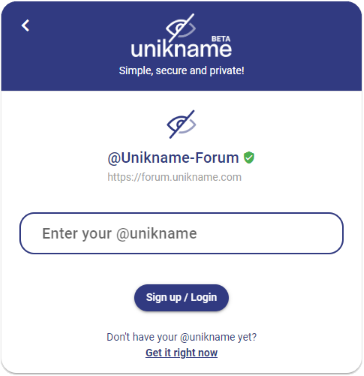 BETA
unikname
Simple, secure and private!
@Unikname-Forum
https://forum.unikname.com
Enter your @unikname
Sign up / Login
Don't have your @unikname yet?
Get it right now